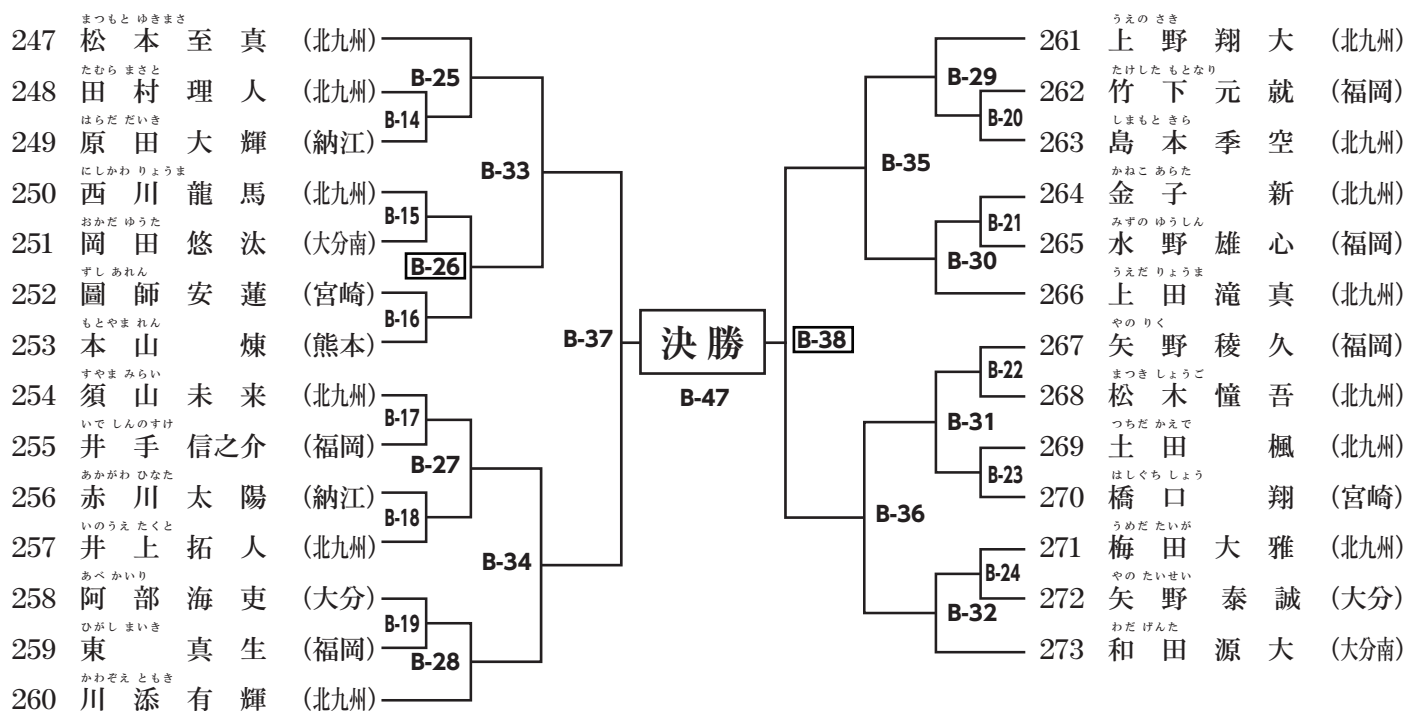 まつもと ゆきまさ
247 松本至真 (北九州)
B-25
たむら まさと
248 田村理人 (北九州)
B-14
はらだ だいき
249 原田大輝 (納江)
B-33
にしかわ りょうま
250 西川龍馬 (北九州)
B-15
おかだ ゆうた
251 岡田悠汰 (大分南)
B-26
ずし あれん
252 圖師安蓮 (宮崎)
B-16
もとやま れん
253 本山煉 (熊本)
B-37
すやま みらい
254 須山未来 (北九州)
B-17
いで しんのすけ
255 井手信之介 (福岡)
B-27
あかがわ ひなた
256 赤川太陽 (納江)
B-18
いのうえ たくと
257 井上拓人 (北九州)
B-34
あべ かいり
258 阿部海吏 (大分)
B-19
ひがし まいき
259 東真生 (福岡)
B-28
かわぞえ ともき
260 川添有輝 (北九州)
決勝
B-47
B-38
うえの さき
261 上野翔大 (北九州)
B-29
たけした もとなり
262 竹下元就 (福岡)
B-20
しまもと きら
263 島本季空 (北九州)
B-35
かねこ あらた
264 金子新 (北九州)
B-21
みずの ゆうしん
265 水野雄心 (福岡)
B-30
うえだ りょうま
266 上田滝真 (北九州)
やの りく
267 矢野稜久 (福岡)
B-22
まつき しょうご
268 松木憧吾 (北九州)
B-31
つちだ かえで
269 土田楓 (北九州)
B-23
はしぐち しょう
270 橋口翔 (宮崎)
B-36
うめだ たいが
271 梅田大雅 (北九州)
B-24
やの たいせい
272 矢野泰誠 (大分)
B-32
わだ げんた
273 和田源大 (大分南)